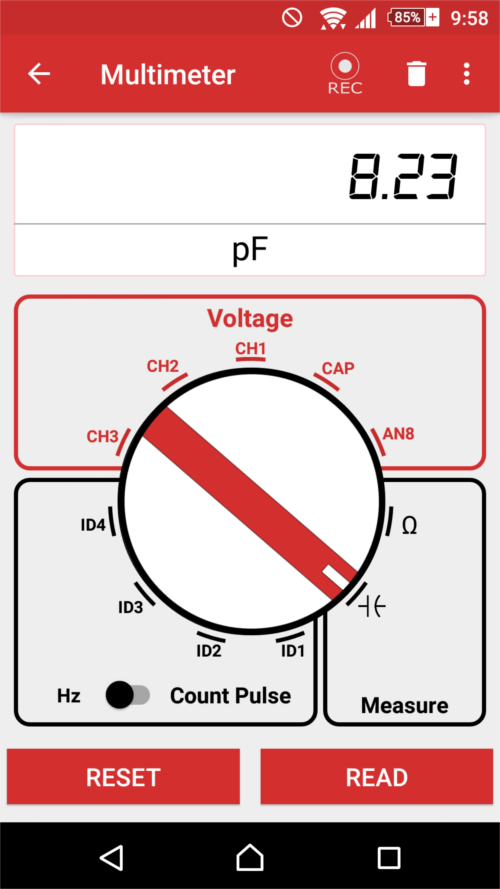 85% 9:58
Multimeter
REC
8.23
pF
Voltage
CH1
CH2
CAP
CH3
AN8
ID4
Ω
ID3
ID2
ID1
Hz
Count Pulse
Measure
RESET
READ